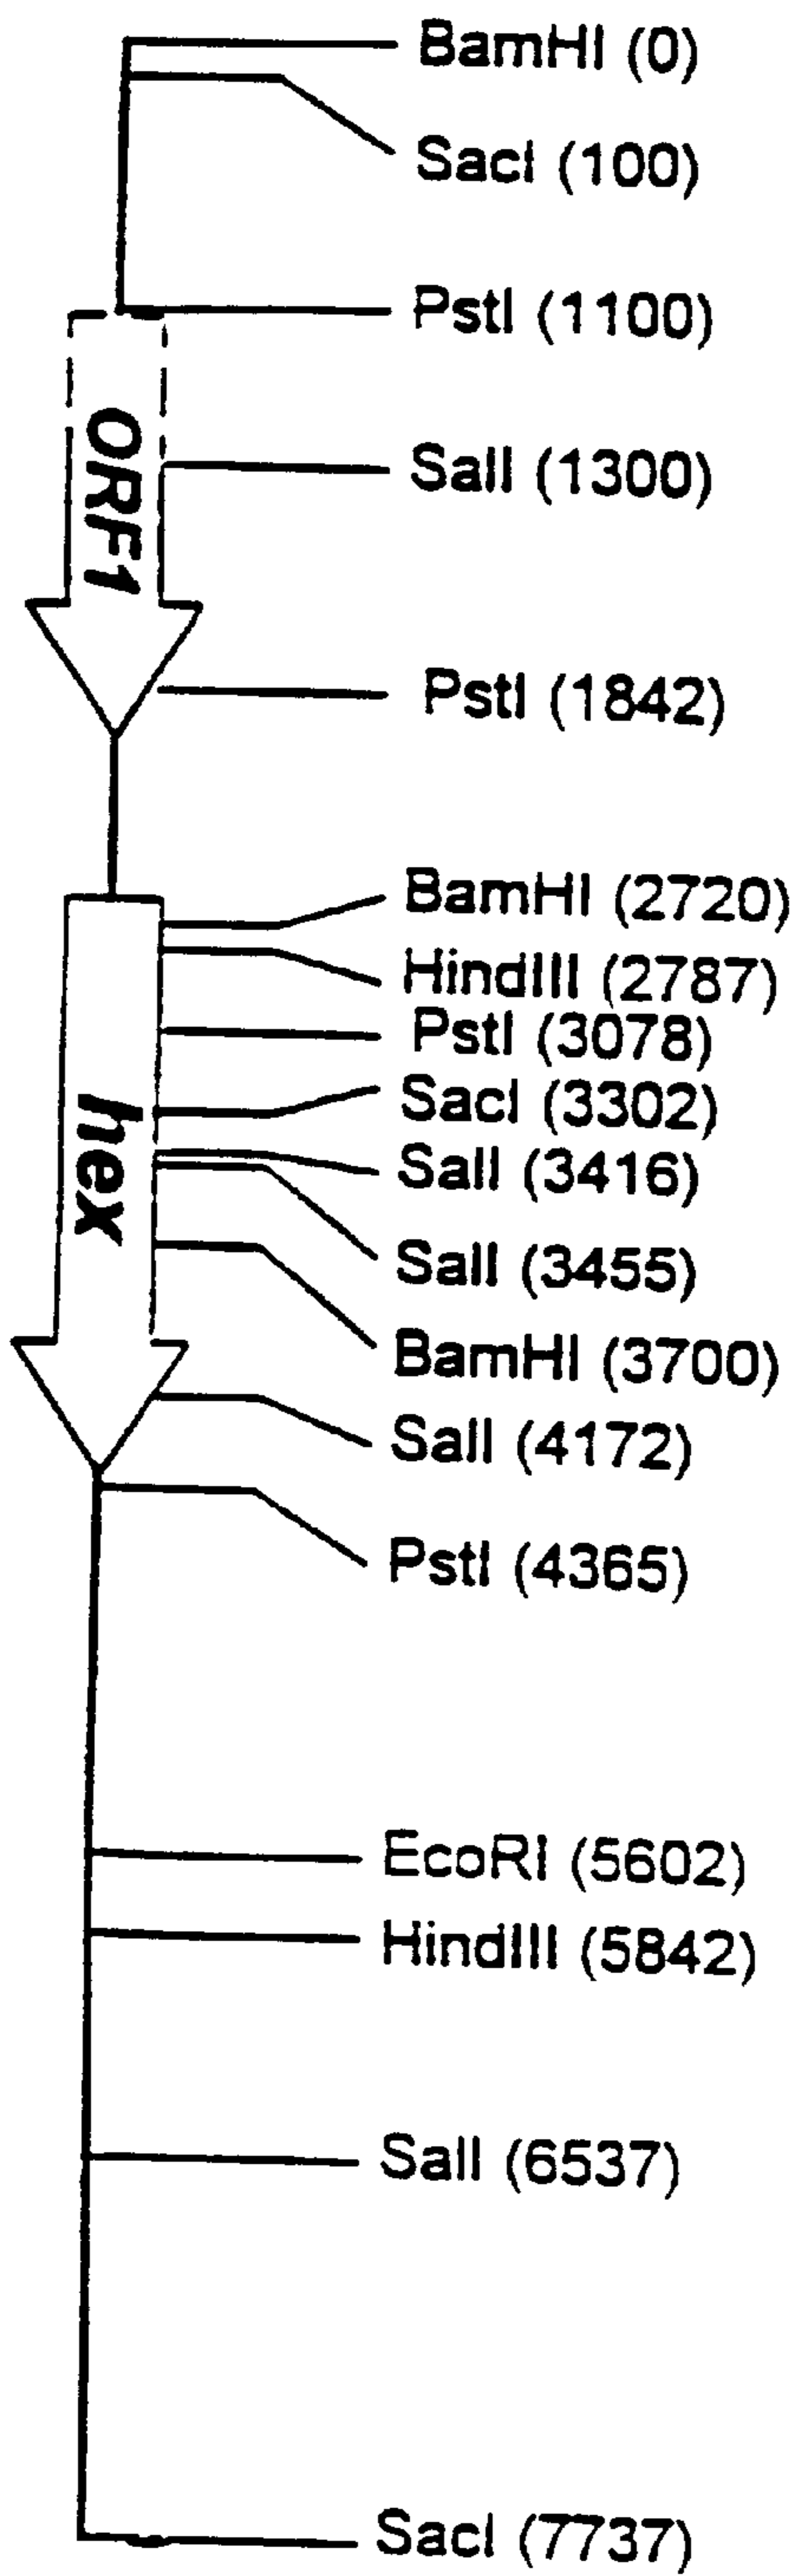 BamHI (0)
SacI (100)
PstI (1100)
ORF1
SalI (1300)
PstI (1842)
BamHI (2720)
HindIII (2787)
PstI (3078)
SacI (3302)
hex
SalI (3416)
SalI (3455)
BamHI (3700)
SalI (4172)
PstI (4365)
EcoRI (5602)
HindIII (5842)
SalI (6537)
SacI (7737)